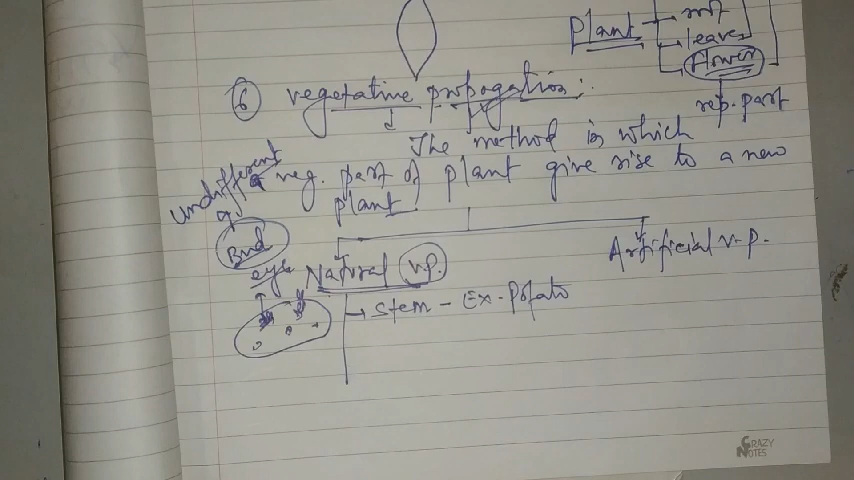 Plant
root
leaves
flower
rep. part
6 vegetative propagation:
The method in which
veg. part of plant give rise to a new
plant
undifferent
Bud
eye
Natural v.p.
Artificial v.p.
stem - Ex. Potato
CRAZY
NOTES